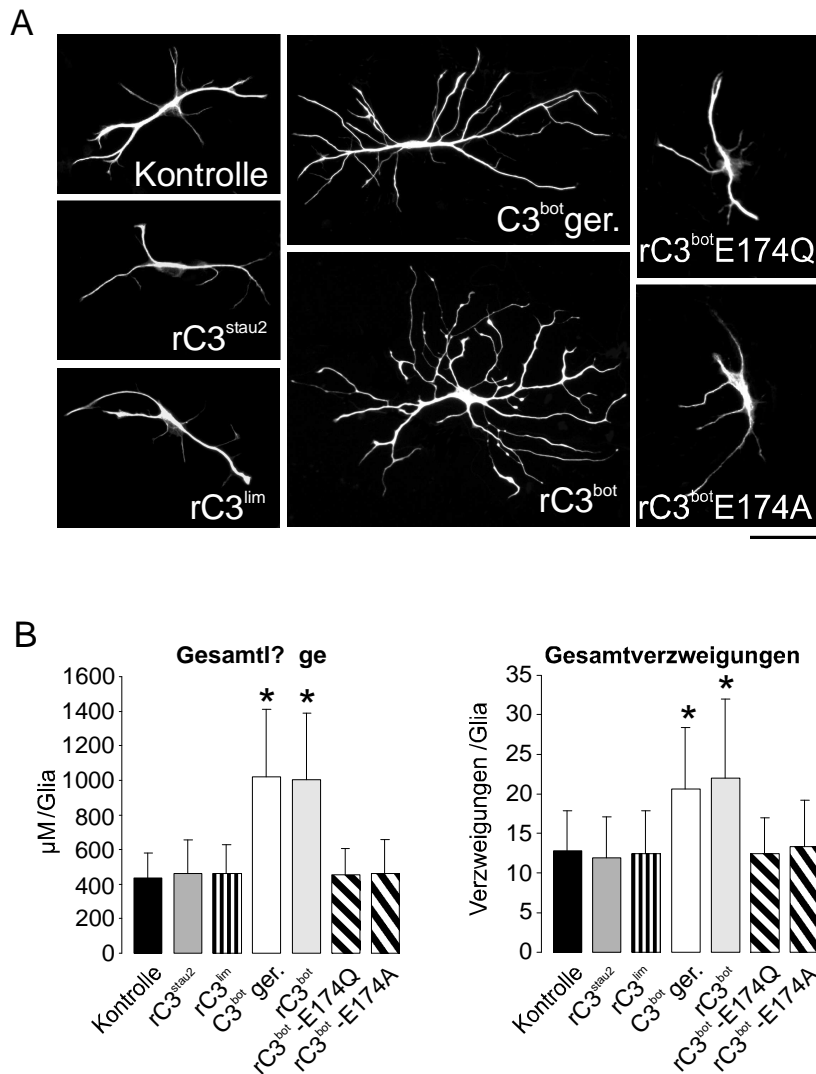 A
Kontrolle
rC3stau2
rC3lim
C3bot ger.
rC3bot
rC3botE174Q
rC3botE174A
B
Gesamtl? ge
1600
1400
1200
1000
800
600
400
200
0
µM /Glia
* *
Kontrolle
rC3stau2
rC3lim
C3bot ger.
rC3bot
rC3bot-E174Q
rC3bot-E174A
Gesamtverzweigungen
35
30
25
20
15
10
5
0
Verzweigungen /Glia
* *
Kontrolle
rC3stau2
rC3lim
C3bot ger.
rC3bot
rC3bot-E174Q
rC3bot-E174A